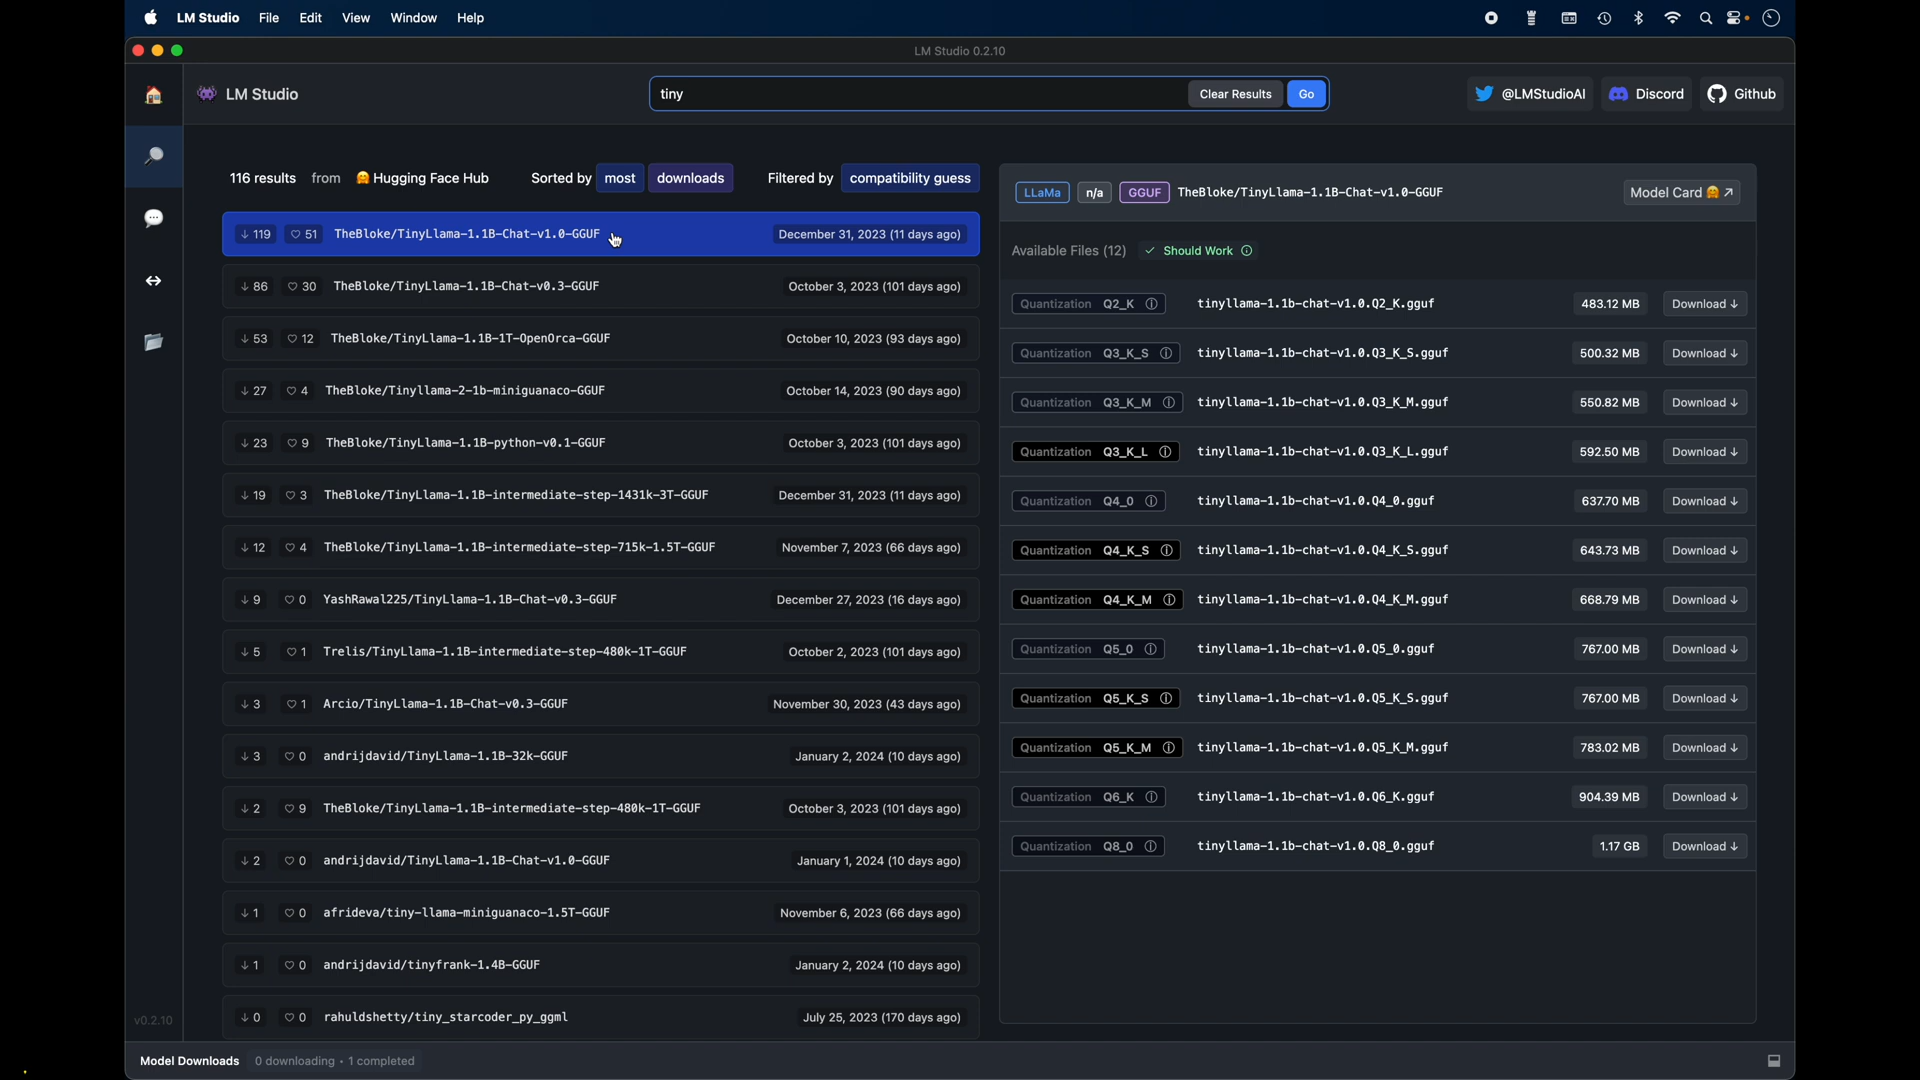 LM Studio File Edit View Window Help
LM Studio 0.2.10
LM Studio
tiny
Clear Results
Go
@LMStudioAI
Discord
Github
116 results from Hugging Face Hub
Sorted by most downloads
Filtered by compatibility guess
119 51 TheBloke/TinyLlama-1.1B-Chat-v1.0-GGUF December 31, 2023 (11 days ago)
86 30 TheBloke/TinyLlama-1.1B-Chat-v0.3-GGUF October 3, 2023 (101 days ago)
53 12 TheBloke/TinyLlama-1.1B-1T-OpenOrca-GGUF October 10, 2023 (93 days ago)
27 4 TheBloke/Tinyllama-2-1b-miniguanaco-GGUF October 14, 2023 (90 days ago)
23 9 TheBloke/TinyLlama-1.1B-python-v0.1-GGUF October 3, 2023 (101 days ago)
19 3 TheBloke/TinyLlama-1.1B-intermediate-step-1431k-3T-GGUF December 31, 2023 (11 days ago)
12 4 TheBloke/TinyLlama-1.1B-intermediate-step-715k-1.5T-GGUF November 7, 2023 (66 days ago)
9 0 YashRawal225/TinyLlama-1.1B-Chat-v0.3-GGUF December 27, 2023 (16 days ago)
5 1 Trelis/TinyLlama-1.1B-intermediate-step-480k-1T-GGUF October 2, 2023 (101 days ago)
3 1 Arcio/TinyLlama-1.1B-Chat-v0.3-GGUF November 30, 2023 (43 days ago)
3 0 andrijdavid/TinyLlama-1.1B-32k-GGUF January 2, 2024 (10 days ago)
2 9 TheBloke/TinyLlama-1.1B-intermediate-step-480k-1T-GGUF October 3, 2023 (101 days ago)
2 0 andrijdavid/TinyLlama-1.1B-Chat-v1.0-GGUF January 1, 2024 (10 days ago)
1 0 afrideva/tiny-llama-miniguanaco-1.5T-GGUF November 6, 2023 (66 days ago)
1 0 andrijdavid/tinyfrank-1.4B-GGUF January 2, 2024 (10 days ago)
0 0 rahuldshetty/tiny_starcoder_py_ggml July 25, 2023 (170 days ago)
LLaMa n/a GGUF TheBloke/TinyLlama-1.1B-Chat-v1.0-GGUF Model Card
Available Files (12) Should Work
Quantization Q2_K tinyllama-1.1b-chat-v1.0.Q2_K.gguf 483.12 MB Download
Quantization Q3_K_S tinyllama-1.1b-chat-v1.0.Q3_K_S.gguf 500.32 MB Download
Quantization Q3_K_M tinyllama-1.1b-chat-v1.0.Q3_K_M.gguf 550.82 MB Download
Quantization Q3_K_L tinyllama-1.1b-chat-v1.0.Q3_K_L.gguf 592.50 MB Download
Quantization Q4_0 tinyllama-1.1b-chat-v1.0.Q4_0.gguf 637.70 MB Download
Quantization Q4_K_S tinyllama-1.1b-chat-v1.0.Q4_K_S.gguf 643.73 MB Download
Quantization Q4_K_M tinyllama-1.1b-chat-v1.0.Q4_K_M.gguf 668.79 MB Download
Quantization Q5_0 tinyllama-1.1b-chat-v1.0.Q5_0.gguf 767.00 MB Download
Quantization Q5_K_S tinyllama-1.1b-chat-v1.0.Q5_K_S.gguf 767.00 MB Download
Quantization Q5_K_M tinyllama-1.1b-chat-v1.0.Q5_K_M.gguf 783.02 MB Download
Quantization Q6_K tinyllama-1.1b-chat-v1.0.Q6_K.gguf 904.39 MB Download
Quantization Q8_0 tinyllama-1.1b-chat-v1.0.Q8_0.gguf 1.17 GB Download
v0.2.10
Model Downloads 0 downloading • 1 completed